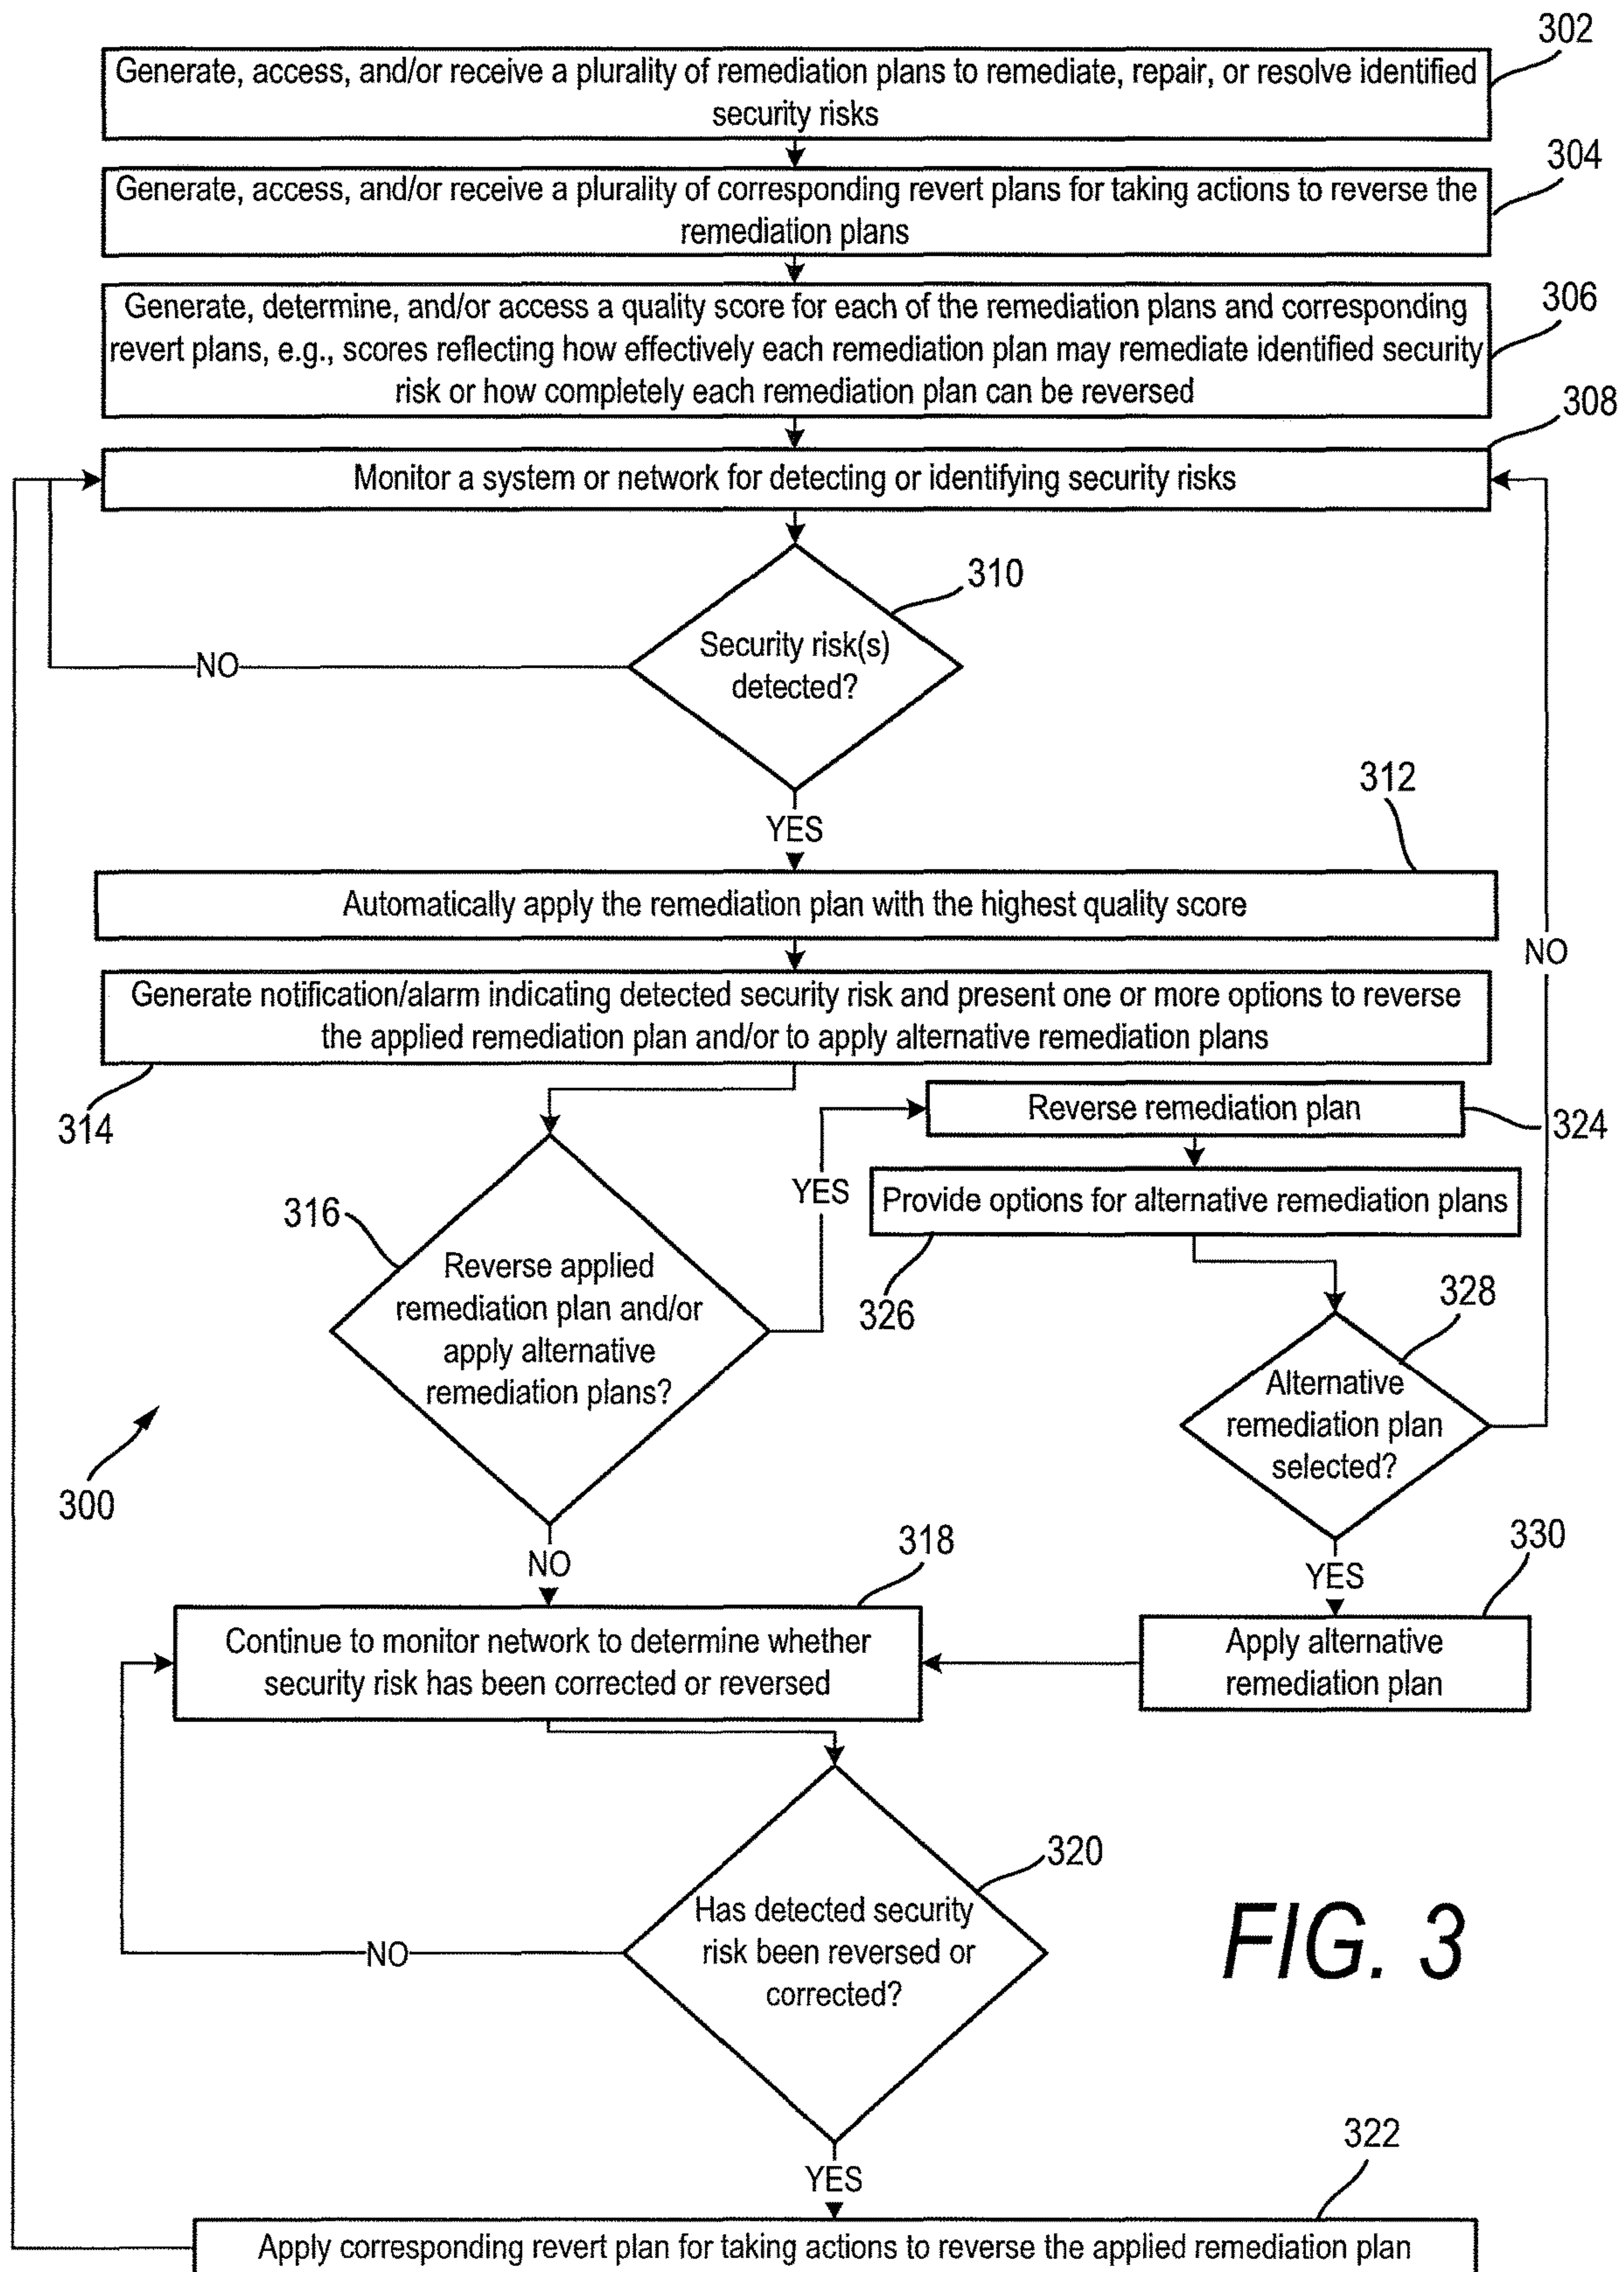 302
Generate, access, and/or receive a plurality of remediation plans to remediate, repair, or resolve identified
security risks
304
Generate, access, and/or receive a plurality of corresponding revert plans for taking actions to reverse the
remediation plans
306
Generate, determine, and/or access a quality score for each of the remediation plans and corresponding
revert plans, e.g., scores reflecting how effectively each remediation plan may remediate identified security
risk or how completely each remediation plan can be reversed
308
Monitor a system or network for detecting or identifying security risks
310
Security risk(s)
detected?
NO
YES
312
Automatically apply the remediation plan with the highest quality score
NO
Generate notification/alarm indicating detected security risk and present one or more options to reverse
the applied remediation plan and/or to apply alternative remediation plans
314
Reverse remediation plan
324
YES
Provide options for alternative remediation plans
326
316
Reverse applied
remediation plan and/or
apply alternative
remediation plans?
328
Alternative
remediation plan
selected?
300
NO
318
YES
330
Continue to monitor network to determine whether
security risk has been corrected or reversed
Apply alternative
remediation plan
320
Has detected security
risk been reversed or
corrected?
NO
FIG. 3
YES
322
Apply corresponding revert plan for taking actions to reverse the applied remediation plan